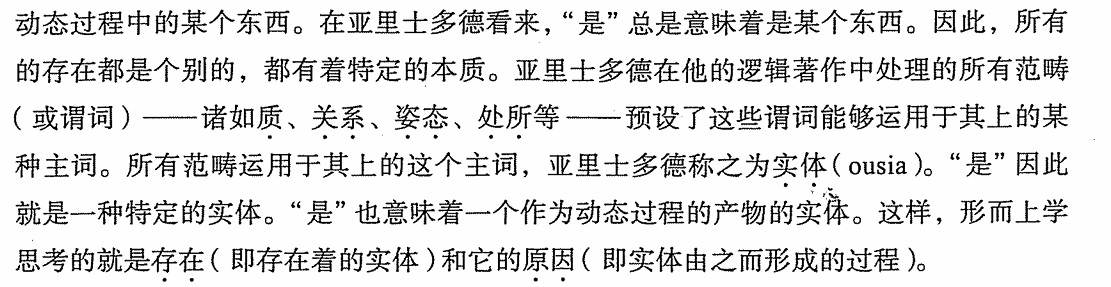 动态过程中的某个东西。在亚里士多德看来，“是”总是意味着是某个东西。因此，所有
的存在都是个别的，都有着特定的本质。亚里士多德在他的逻辑著作中处理的所有范畴
（或谓词）——诸如质、关系、姿态、处所等——预设了这些谓词能够运用于其上的某
种主词。所有范畴运用于其上的这个主词，亚里士多德称之为实体（ousia）。“是”因此
就是一种特定的实体。“是”也意味着一个作为动态过程的产物的实体。这样，形而上学
思考的就是存在（即存在着的实体）和它的原因（即实体由之而形成的过程）。